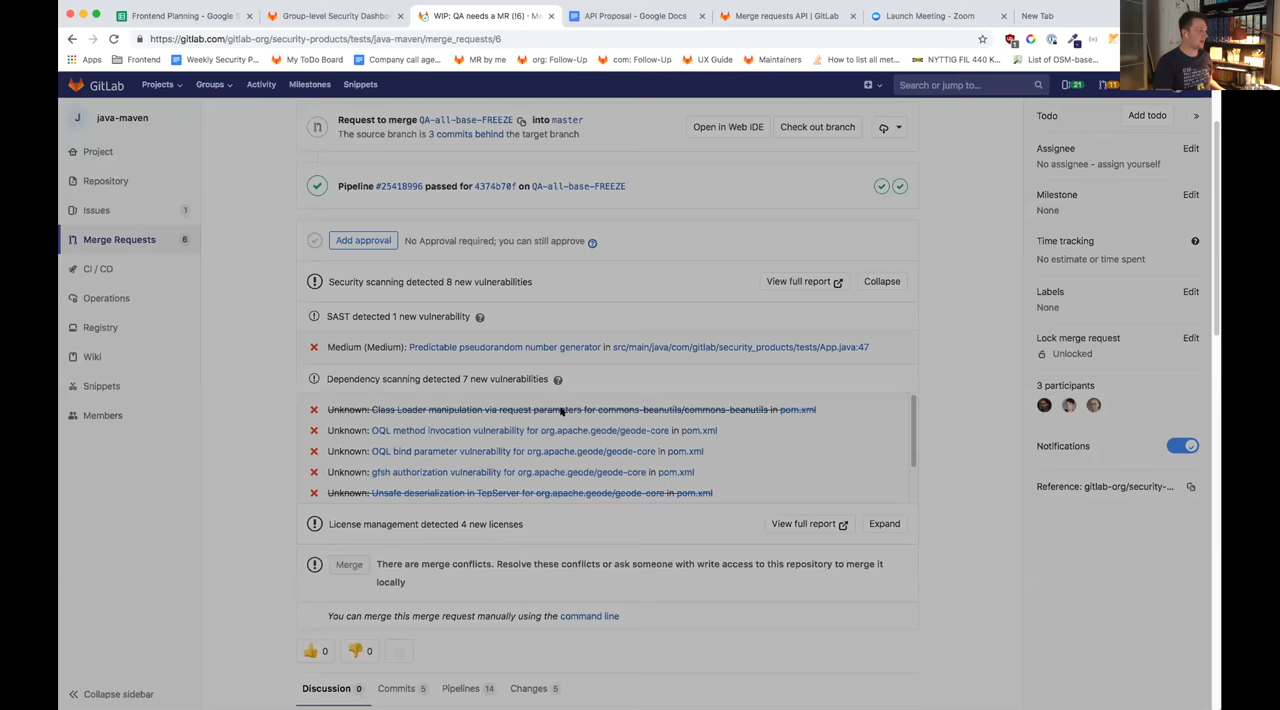 Frontend Planning - Google S
Group-level Security Dashbo
WIP: QA needs a MR (!6) · Me
API Proposal - Google Docs
Merge requests API | GitLab
Launch Meeting - Zoom
New Tab
https://gitlab.com/gitlab-org/security-products/tests/java-maven/merge_requests/6
Apps
Frontend
Weekly Security P...
My ToDo Board
Company call age...
MR by me
org: Follow-Up
com: Follow-Up
UX Guide
Maintainers
How to list all met...
NYTTIG FIL 440 K...
List of OSM-base...
GitLab
Projects
Groups
Activity
Milestones
Snippets
Search or jump to...
21
11
J
java-maven
Project
Repository
Issues 1
Merge Requests 6
CI / CD
Operations
Registry
Wiki
Snippets
Members
Collapse sidebar
Request to merge QA-all-base-FREEZE into master
The source branch is 3 commits behind the target branch
Open in Web IDE
Check out branch
Pipeline #25418996 passed for 4374b70f on QA-all-base-FREEZE
Add approval
No Approval required; you can still approve
Security scanning detected 8 new vulnerabilities
View full report
Collapse
SAST detected 1 new vulnerability
Medium (Medium): Predictable pseudorandom number generator in src/main/java/com/gitlab/security_products/tests/App.java:47
Dependency scanning detected 7 new vulnerabilities
Unknown: Class Loader manipulation via request parameters for commons-beanutils/commons-beanutils in pom.xml
Unknown: OQL method invocation vulnerability for org.apache.geode/geode-core in pom.xml
Unknown: OQL bind parameter vulnerability for org.apache.geode/geode-core in pom.xml
Unknown: gfsh authorization vulnerability for org.apache.geode/geode-core in pom.xml
Unknown: Unsafe deserialization in TcpServer for org.apache.geode/geode-core in pom.xml
License management detected 4 new licenses
View full report
Expand
Merge
There are merge conflicts. Resolve these conflicts or ask someone with write access to this repository to merge it
locally
You can merge this merge request manually using the command line
0
0
Discussion 0
Commits 5
Pipelines 14
Changes 5
Todo
Add todo
Assignee
Edit
No assignee - assign yourself
Milestone
Edit
None
Time tracking
No estimate or time spent
Labels
Edit
None
Lock merge request
Edit
Unlocked
3 participants
Notifications
Reference: gitlab-org/security-...